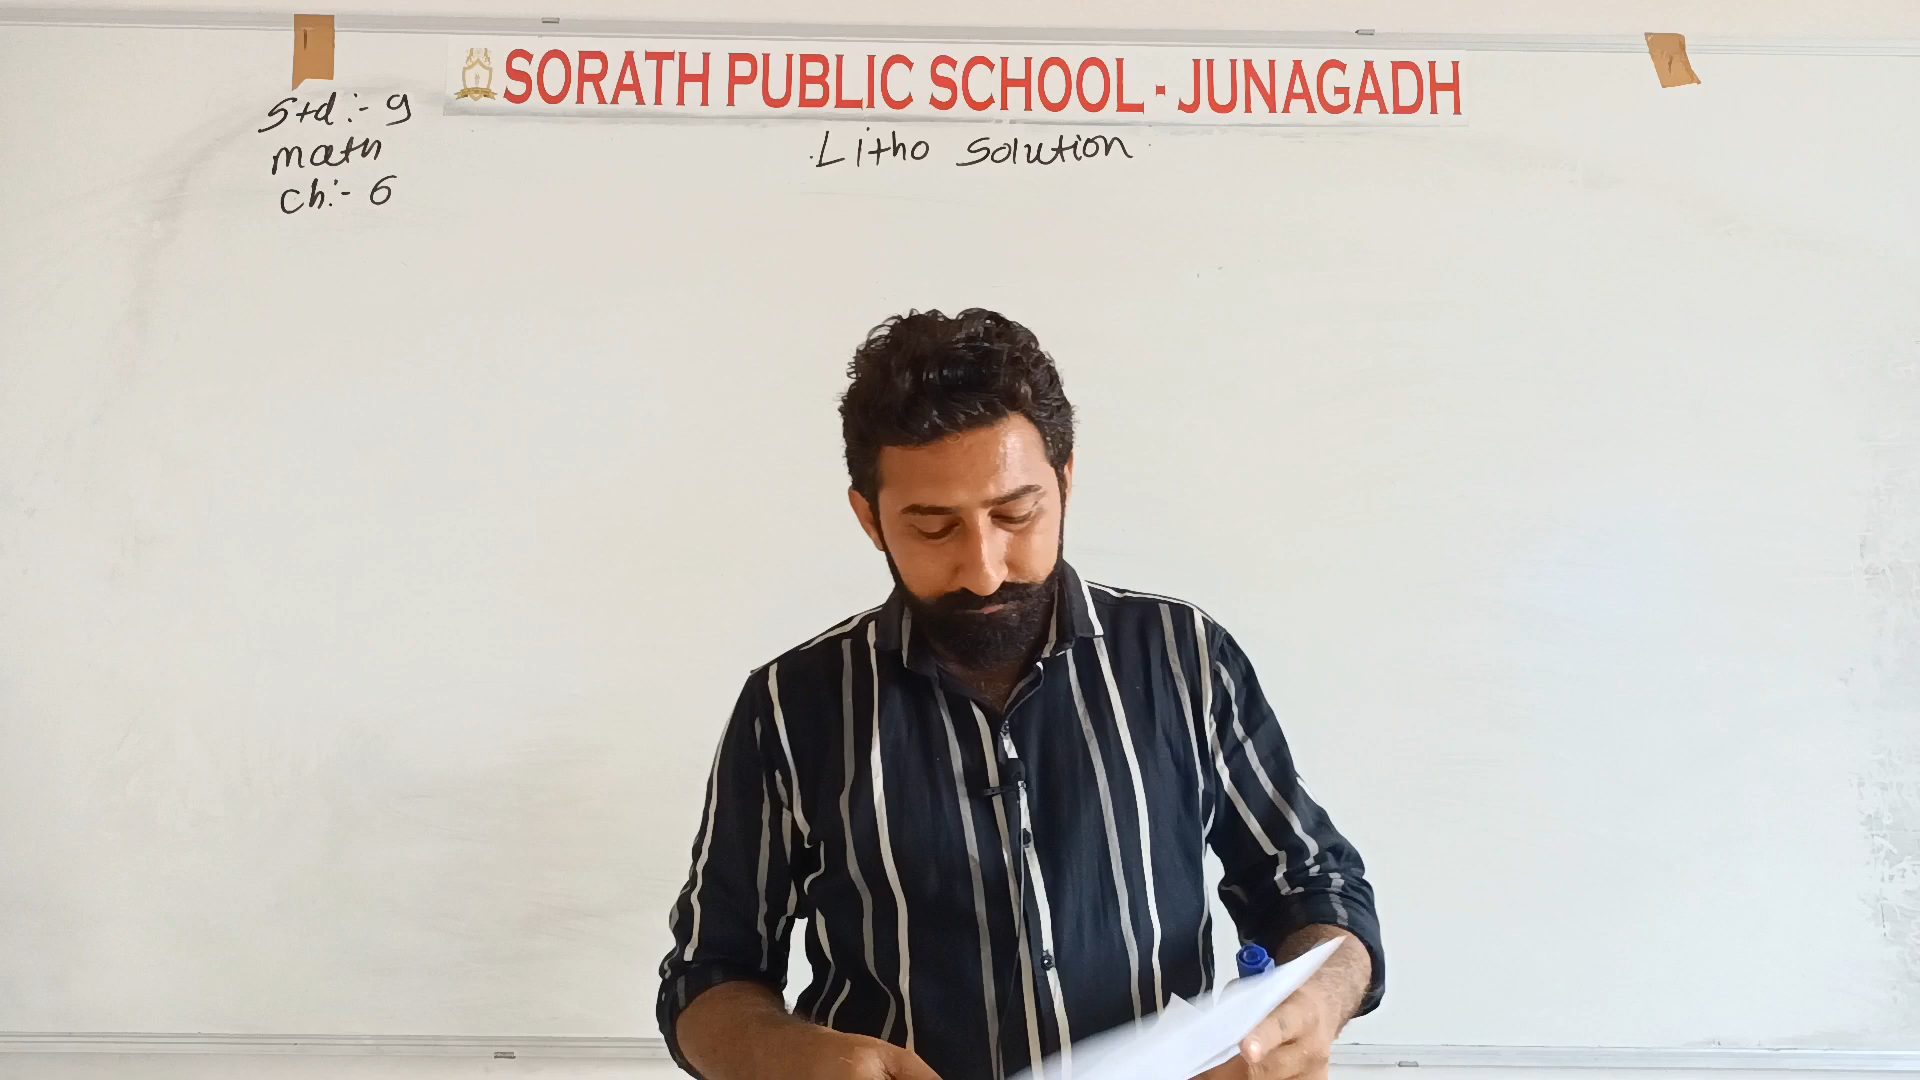 SORATH PUBLIC SCHOOL - JUNAGADH
Std :- 9
math
Ch :- 6
Litho Solution